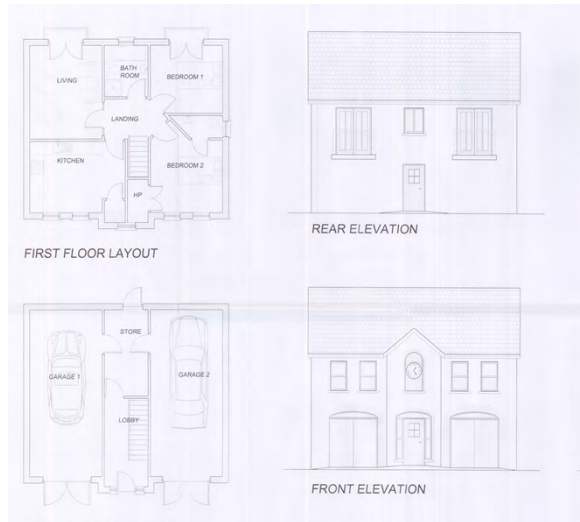 LIVING
BATH
ROOM
BEDROOM 1
LANDING
KITCHEN
BEDROOM 2
HP
FIRST FLOOR LAYOUT
REAR ELEVATION
STORE
GARAGE 1
GARAGE 2
LOBBY
FRONT ELEVATION